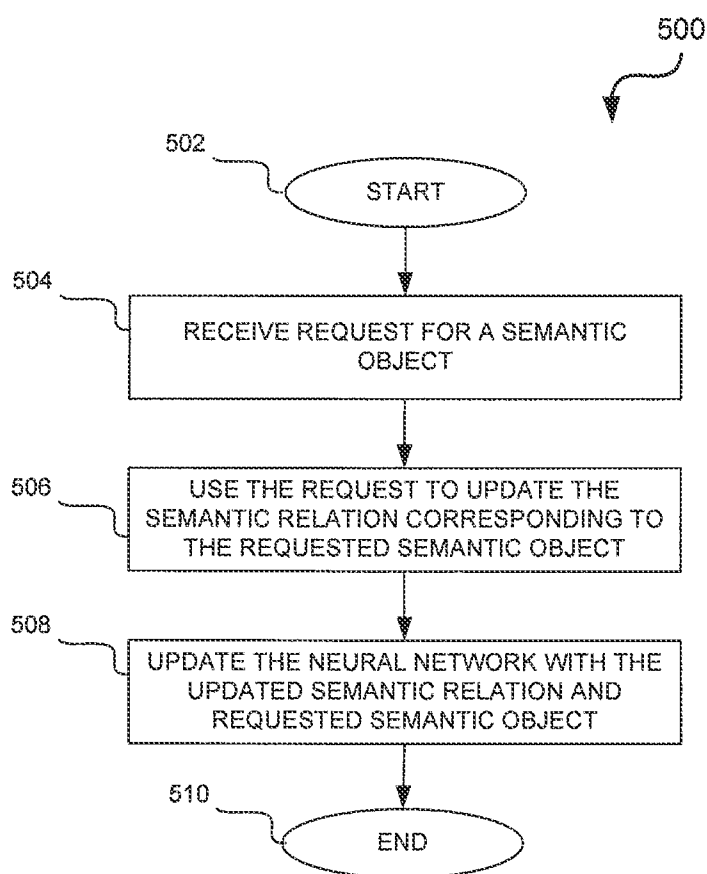 500
502
START
504
RECEIVE REQUEST FOR A SEMANTIC
OBJECT
506
USE THE REQUEST TO UPDATE THE
SEMANTIC RELATION CORRESPONDING TO
THE REQUESTED SEMANTIC OBJECT
508
UPDATE THE NEURAL NETWORK WITH THE
UPDATED SEMANTIC RELATION AND
REQUESTED SEMANTIC OBJECT
510
END